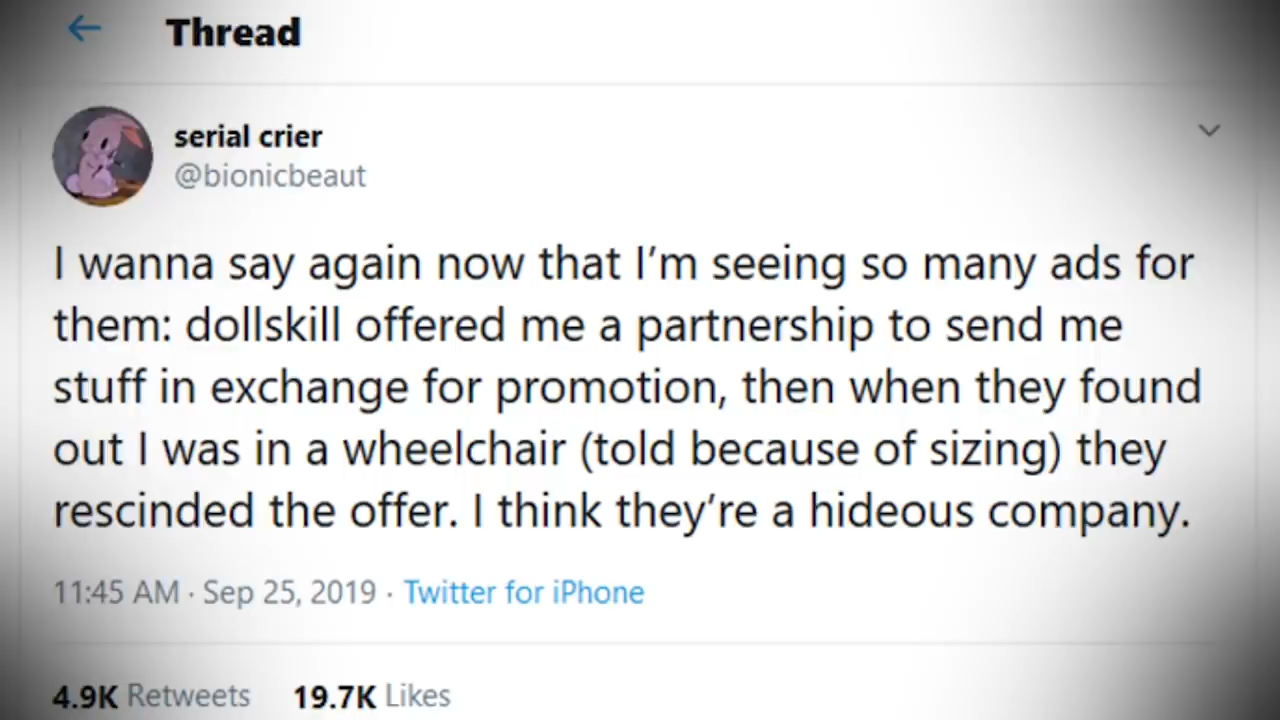 Thread
serial crier
@bionicbeaut
I wanna say again now that I’m seeing so many ads for
them: dollskill offered me a partnership to send me
stuff in exchange for promotion, then when they found
out I was in a wheelchair (told because of sizing) they
rescinded the offer. I think they’re a hideous company.
11:45 AM · Sep 25, 2019 · Twitter for iPhone
4.9K Retweets 19.7K Likes